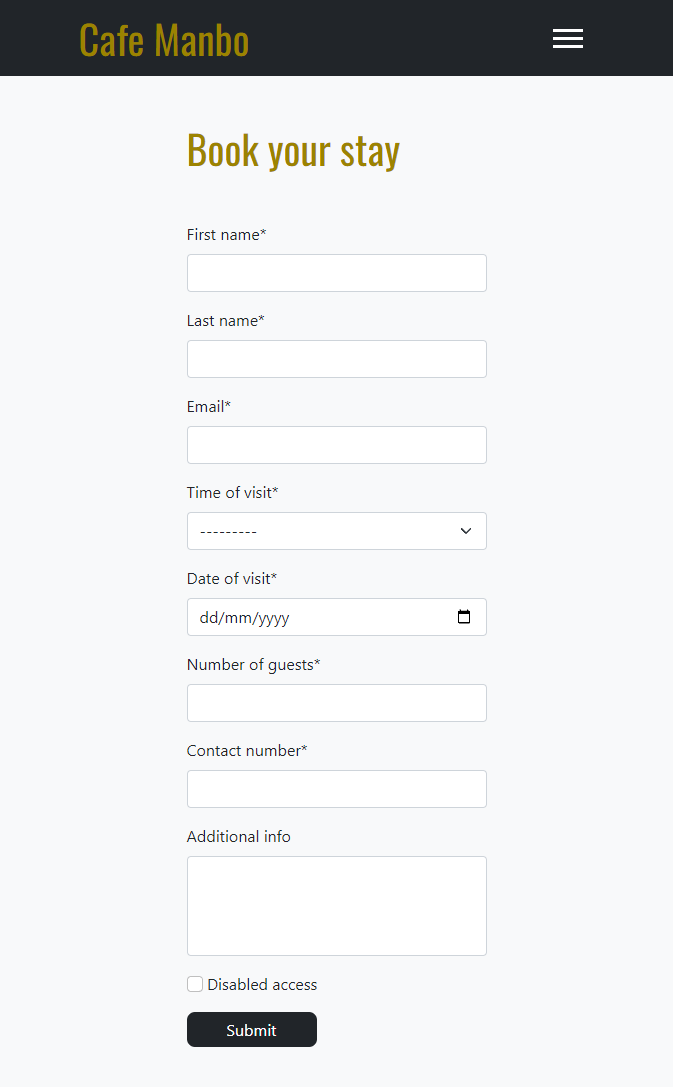 Cafe Manbo
Book your stay
First name*
Last name*
Email*
Time of visit*
---------
Date of visit*
dd/mm/yyyy
Number of guests*
Contact number*
Additional info
Disabled access
Submit